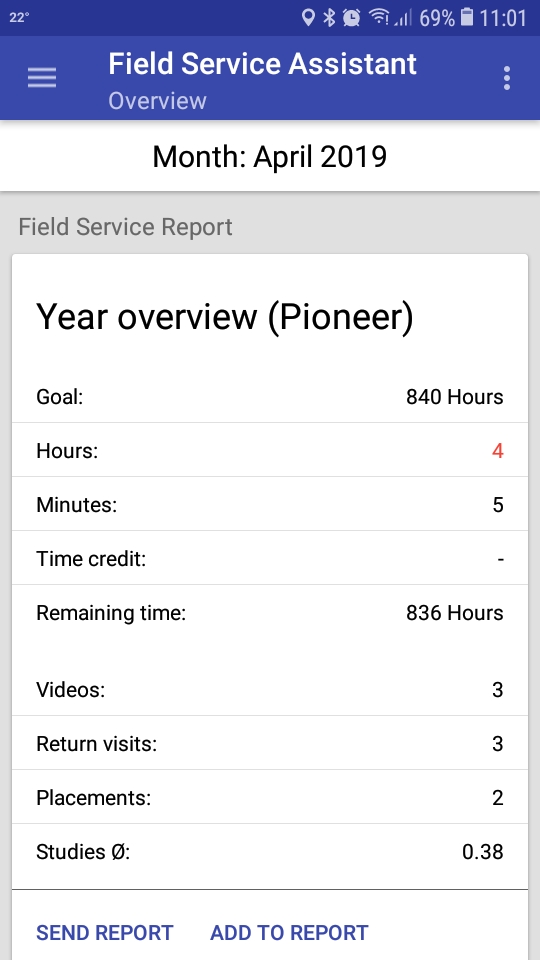 22° 69% 11:01
Field Service Assistant
Overview
Month: April 2019
Field Service Report
Year overview (Pioneer)
Goal: 840 Hours
Hours: 4
Minutes: 5
Time credit: -
Remaining time: 836 Hours
Videos: 3
Return visits: 3
Placements: 2
Studies Ø: 0.38
SEND REPORT ADD TO REPORT